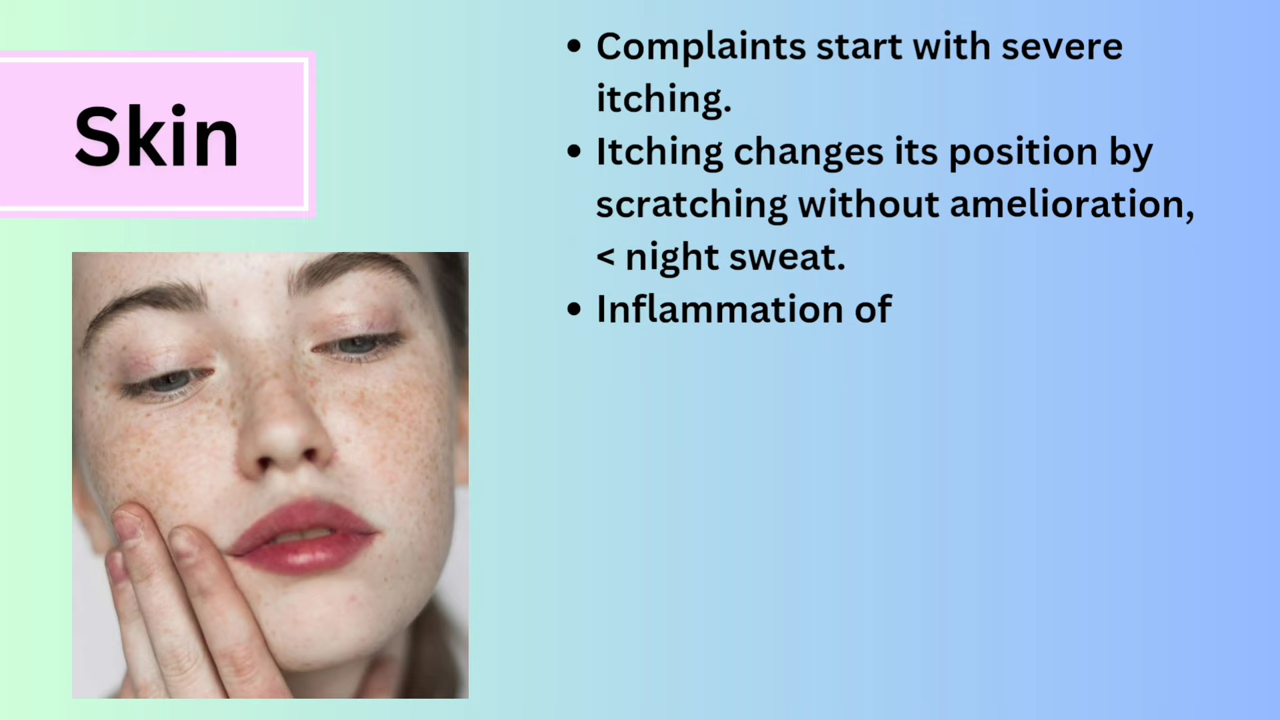 Skin
• Complaints start with severe
itching.
• Itching changes its position by
scratching without amelioration,
< night sweat.
• Inflammation of